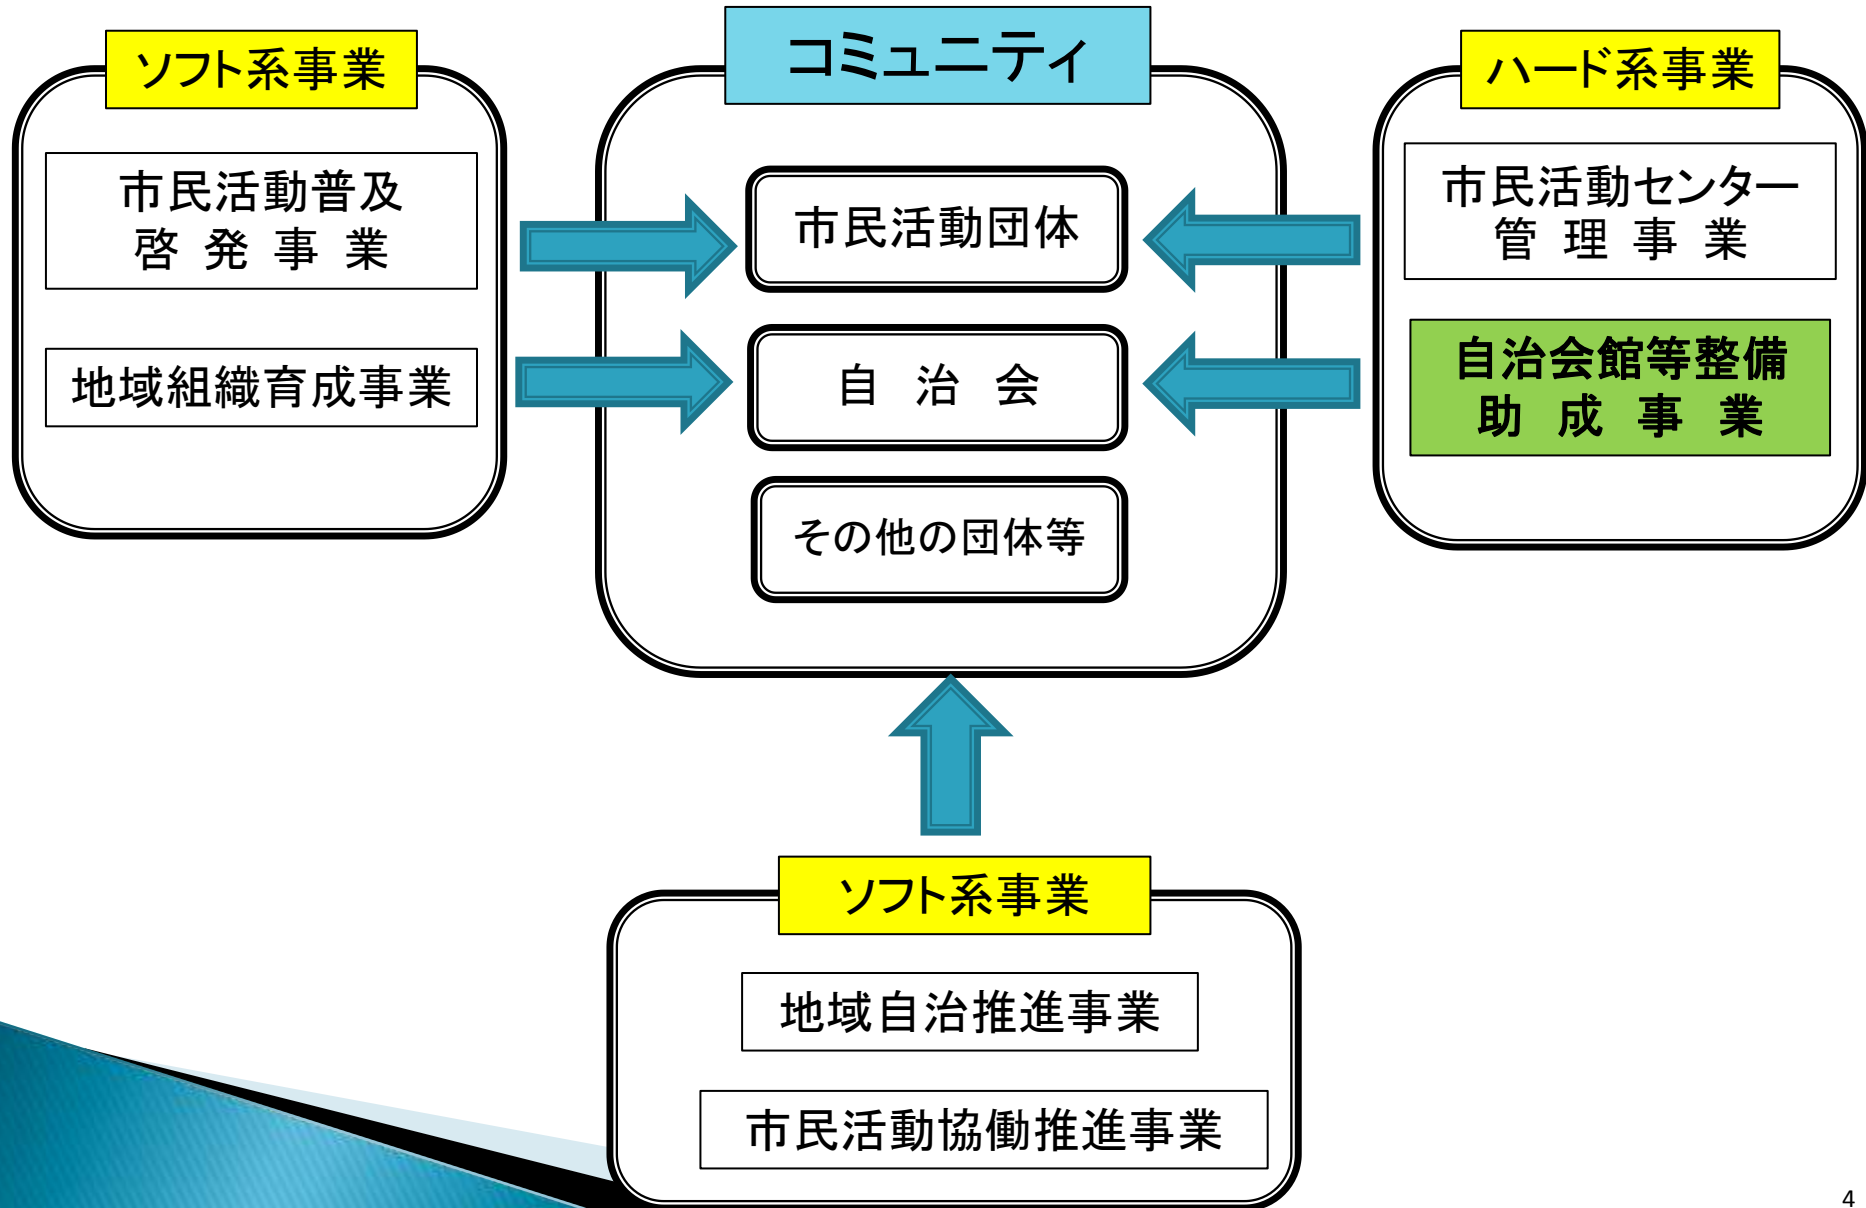 ソフト系事業
市民活動普及
啓 発 事 業
地域組織育成事業
コミュニティ
市民活動団体
自 治 会
その他の団体等
ハード系事業
市民活動センター
管 理 事 業
自治会館等整備
助 成 事 業
ソフト系事業
地域自治推進事業
市民活動協働推進事業
4